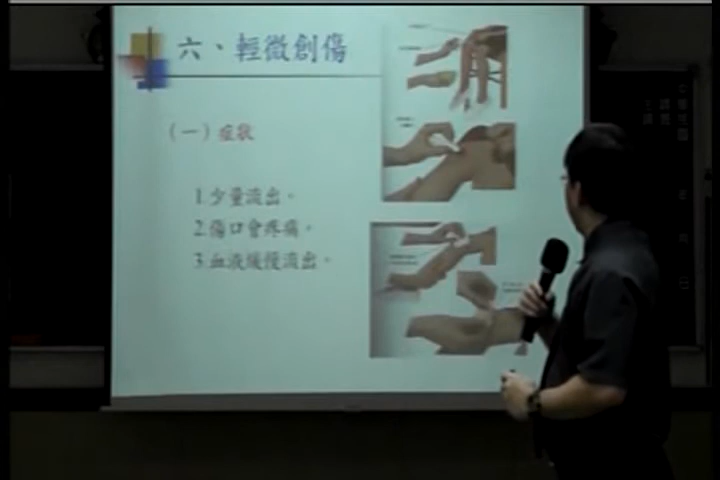 六、輕微創傷
（一）症狀
1.少量流出。
2.傷口會疼痛。
3.血液緩慢流出。